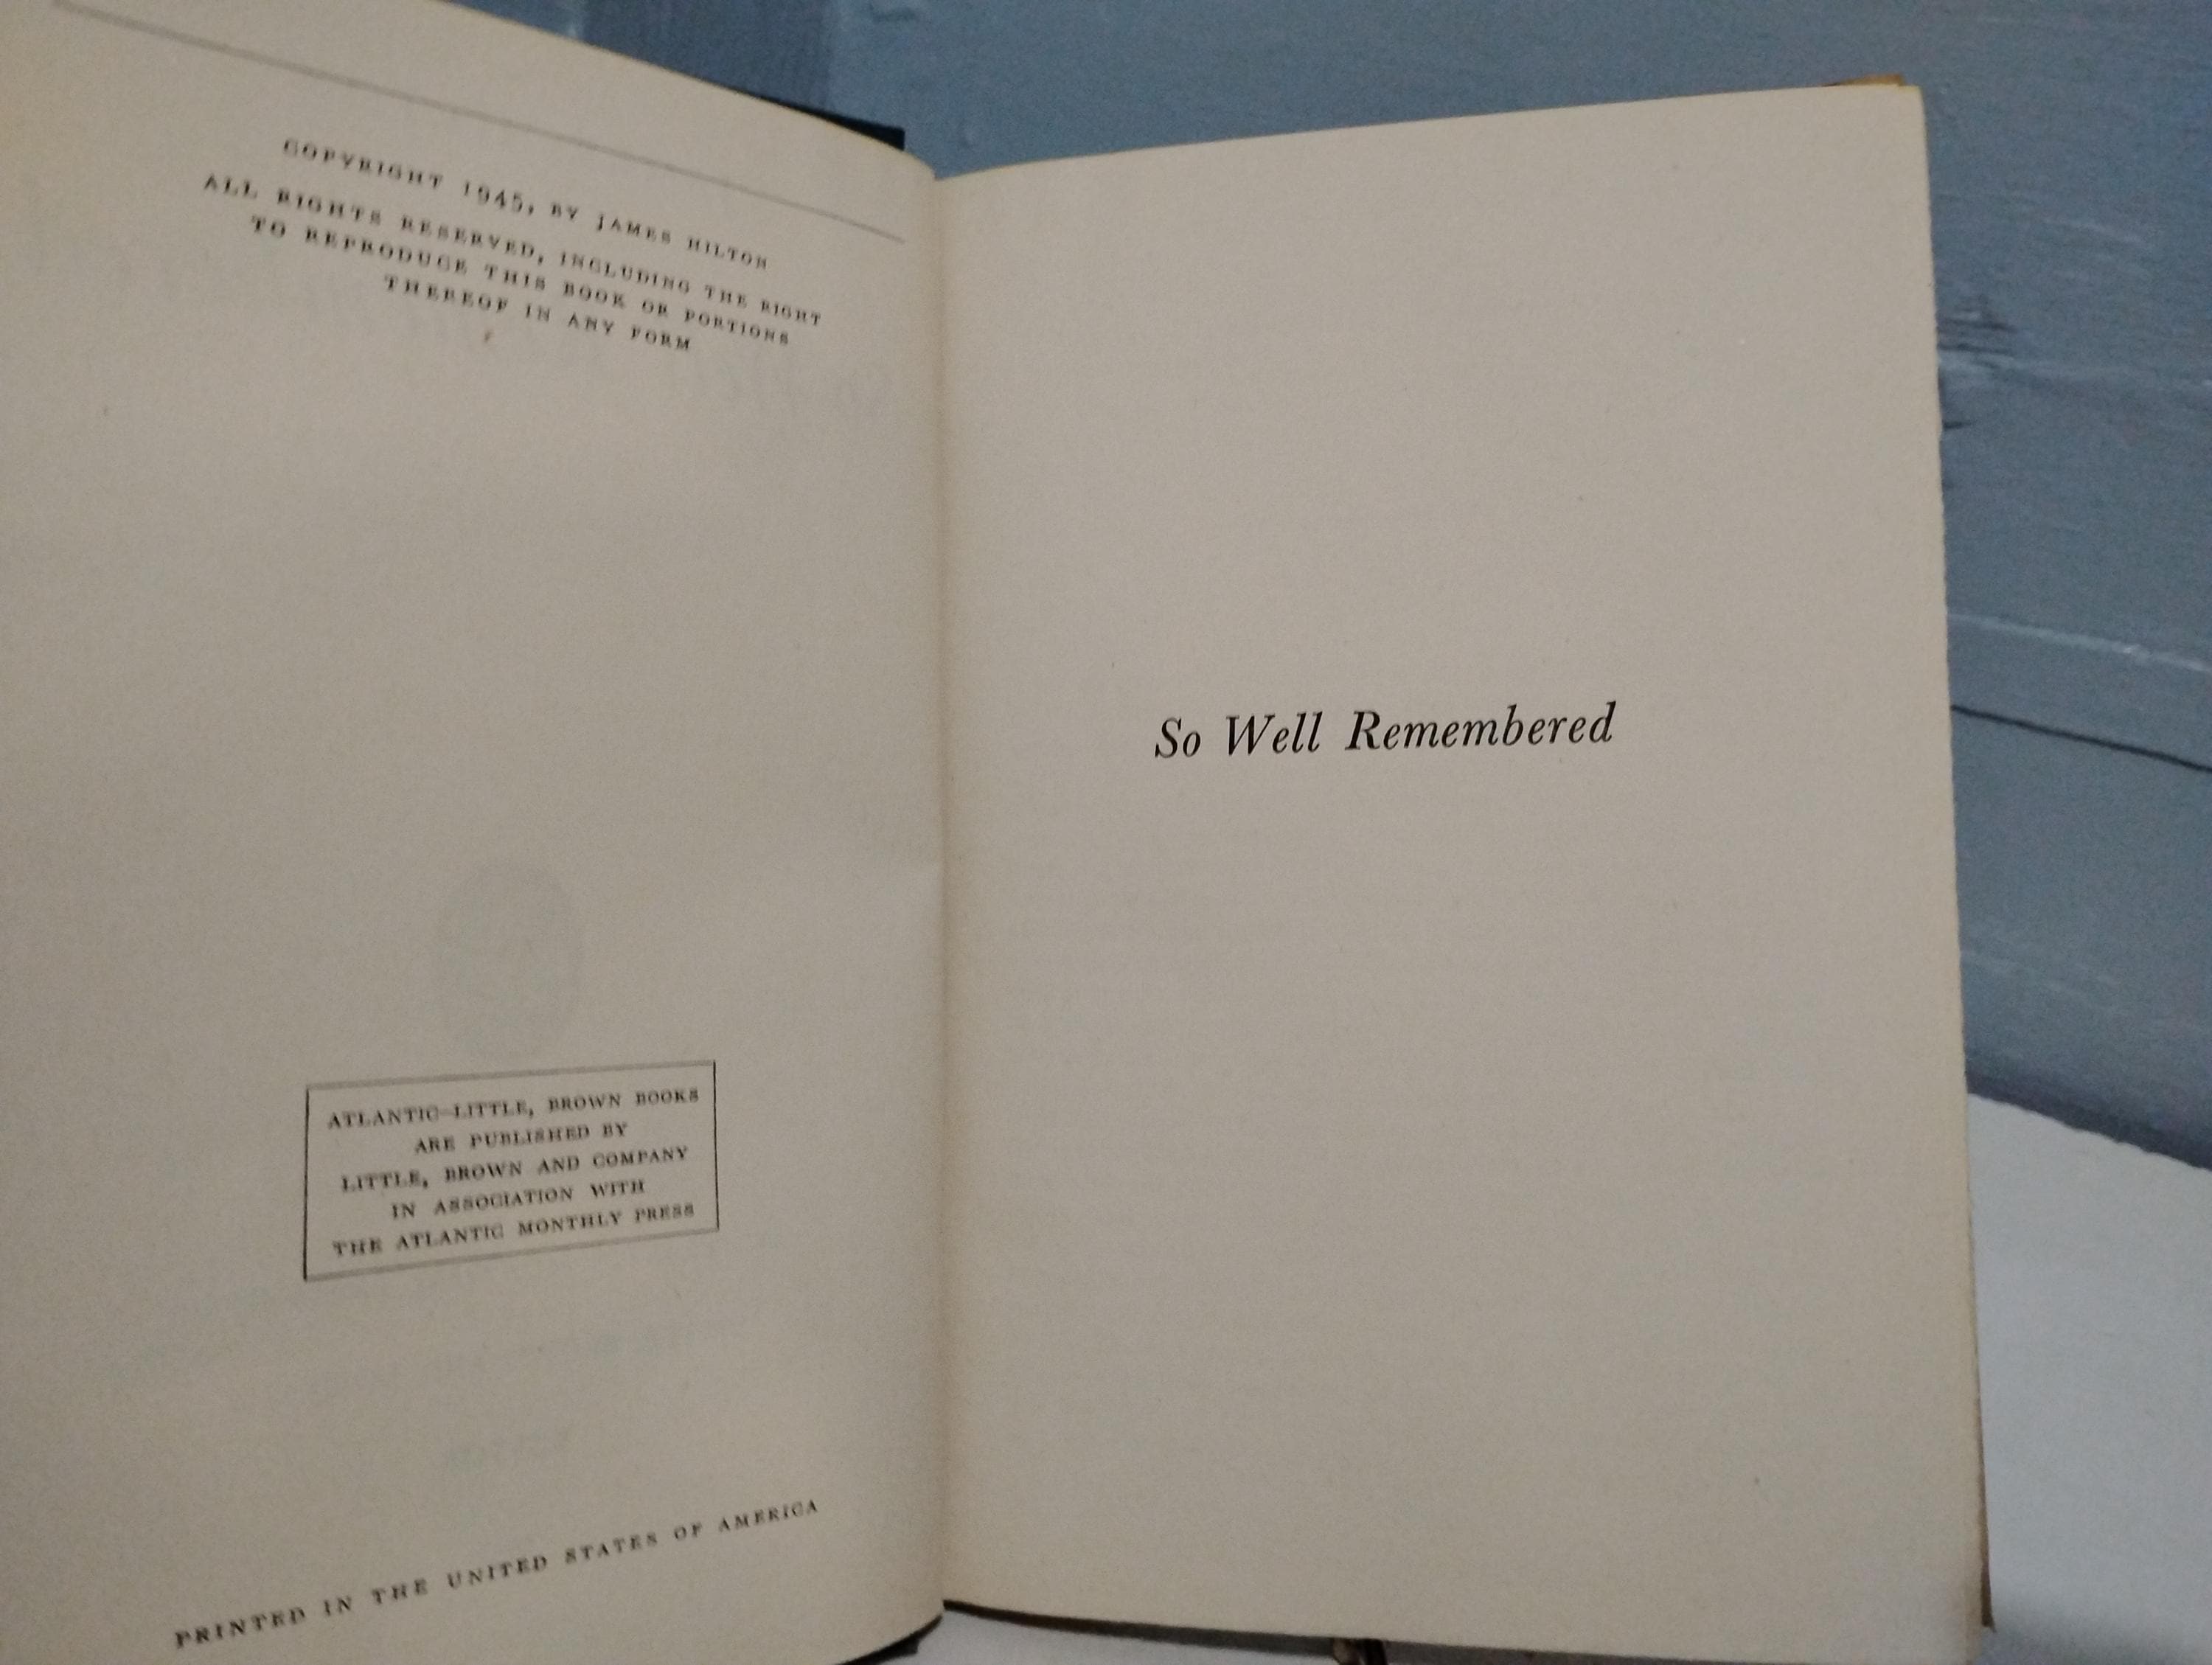 COPYRIGHT 1945, BY JAMES HILTON
ALL RIGHTS RESERVED, INCLUDING THE RIGHT
TO REPRODUCE THIS BOOK OR PORTIONS
THEREOF IN ANY FORM
ATLANTIC–LITTLE, BROWN BOOKS
ARE PUBLISHED BY
LITTLE, BROWN AND COMPANY
IN ASSOCIATION WITH
THE ATLANTIC MONTHLY PRESS
PRINTED IN THE UNITED STATES OF AMERICA
So Well Remembered